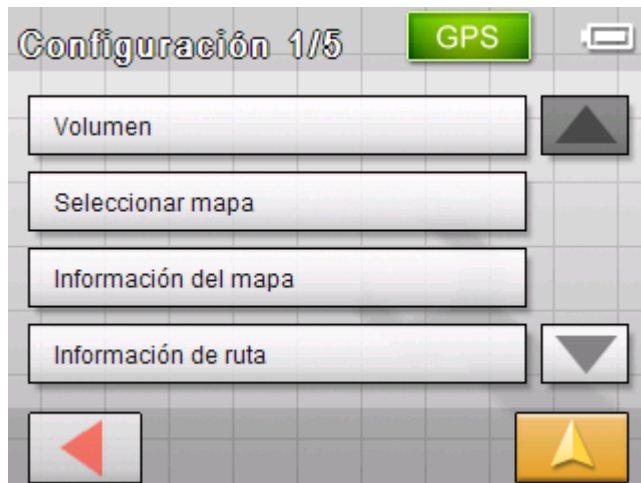 Configuración 1/5
GPS
Volumen
Seleccionar mapa
Información del mapa
Información de ruta